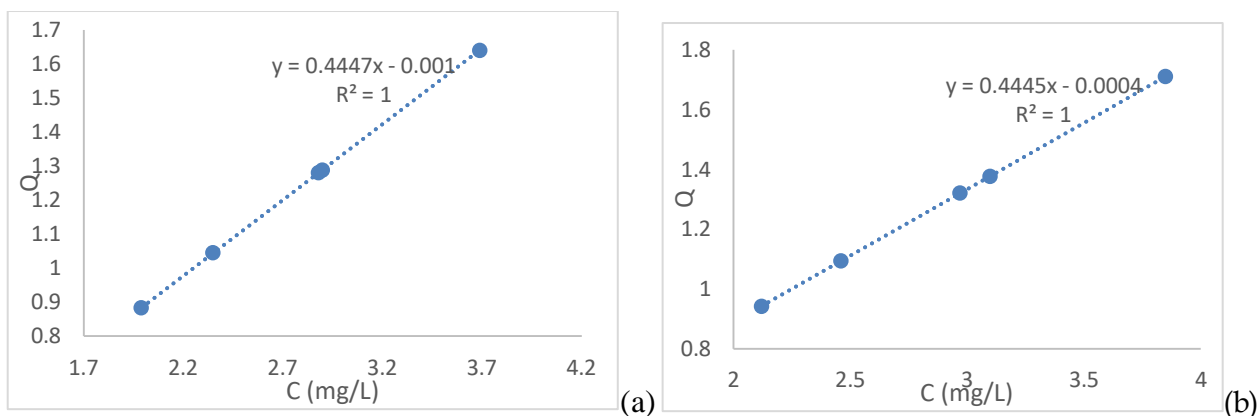 1.7
1.6
1.5
1.4
1.3
1.2
1.1
1
0.9
0.8
Q
y = 0.4447x - 0.001
R² = 1
1.7 2.2 2.7 3.2 3.7 4.2
C (mg/L)
(a)
1.8
1.6
1.4
1.2
1
0.8
Q
y = 0.4445x - 0.0004
R² = 1
2 2.5 3 3.5 4
C (mg/L)
(b)